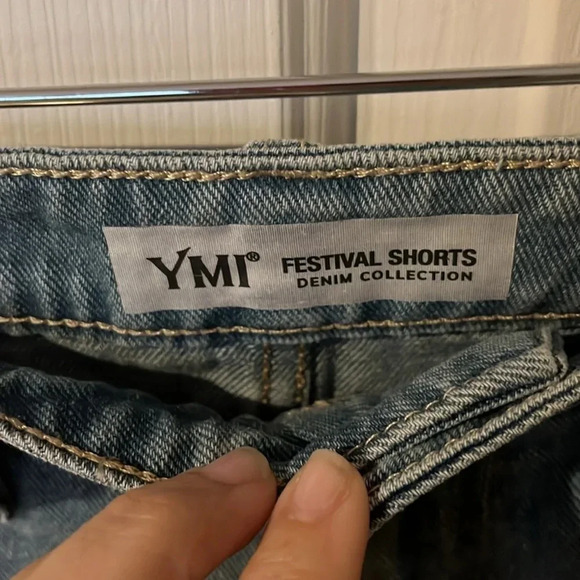 YMI® FESTIVAL SHORTS
DENIM COLLECTION